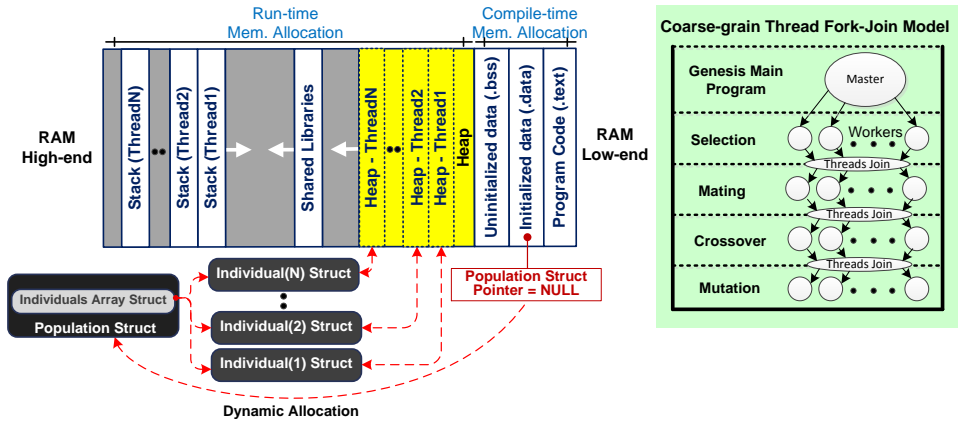 Run-time
Mem. Allocation
Compile-time
Mem. Allocation
RAM
High-end
Stack (ThreadN)
Stack (Thread2)
Stack (Thread1)
Shared Libraries
Heap - ThreadN
Heap - Thread2
Heap - Thread1
Heap
Uninitialized data (.bss)
Initialized data (.data)
Program Code (.text)
RAM
Low-end
Individuals Array Struct
Population Struct
Individual(N) Struct
Individual(2) Struct
Individual(1) Struct
Population Struct
Pointer = NULL
Dynamic Allocation
Coarse-grain Thread Fork-Join Model
Genesis Main
Program
Master
Selection
Workers
Threads Join
Mating
Threads Join
Crossover
Threads Join
Mutation